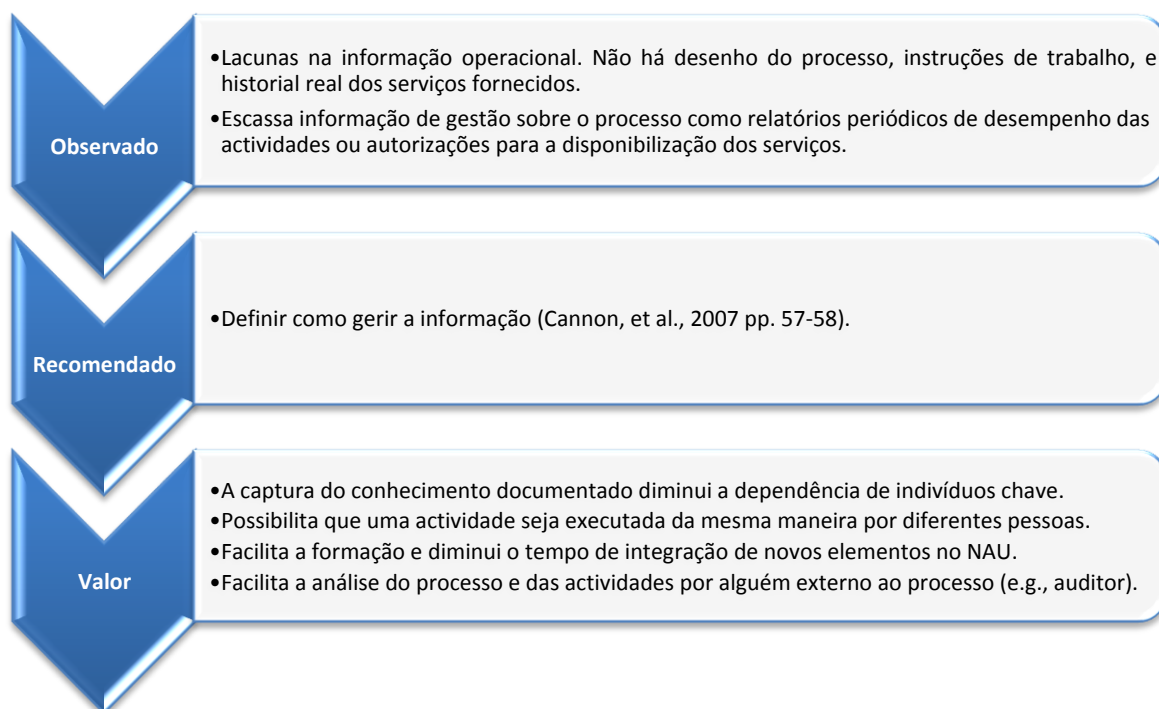 Observado
•Lacunas na informação operacional. Não há desenho do processo, instruções de trabalho, e
historial real dos serviços fornecidos.
•Escassa informação de gestão sobre o processo como relatórios periódicos de desempenho das
actividades ou autorizações para a disponibilização dos serviços.
Recomendado
•Definir como gerir a informação (Cannon, et al., 2007 pp. 57-58).
Valor
•A captura do conhecimento documentado diminui a dependência de indivíduos chave.
•Possibilita que uma actividade seja executada da mesma maneira por diferentes pessoas.
•Facilita a formação e diminui o tempo de integração de novos elementos no NAU.
•Facilita a análise do processo e das actividades por alguém externo ao processo (e.g., auditor).